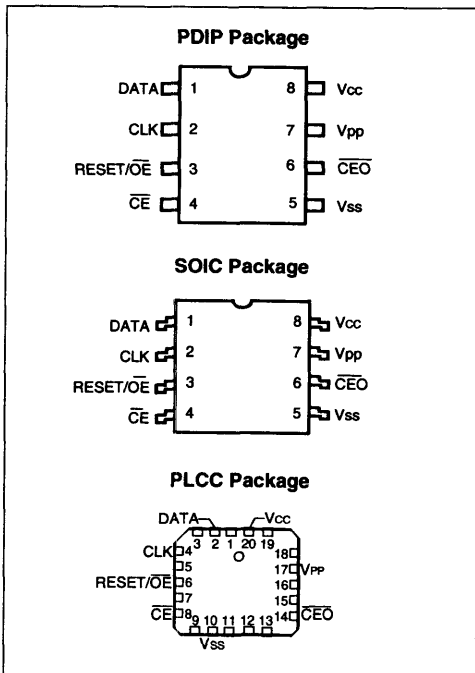 PDIP Package
DATA 1 8 Vcc
CLK 2 7 Vpp
RESET/OE 3 6 CEO
CE 4 5 Vss
SOIC Package
DATA 1 8 Vcc
CLK 2 7 Vpp
RESET/OE 3 6 CEO
CE 4 5 Vss
PLCC Package
DATA Vcc
3 2 1 20 19
CLK 4 18
5 17 VPP
RESET/OE 6 16
7 15
CE 8 14 CEO
9 10 11 12 13
Vss